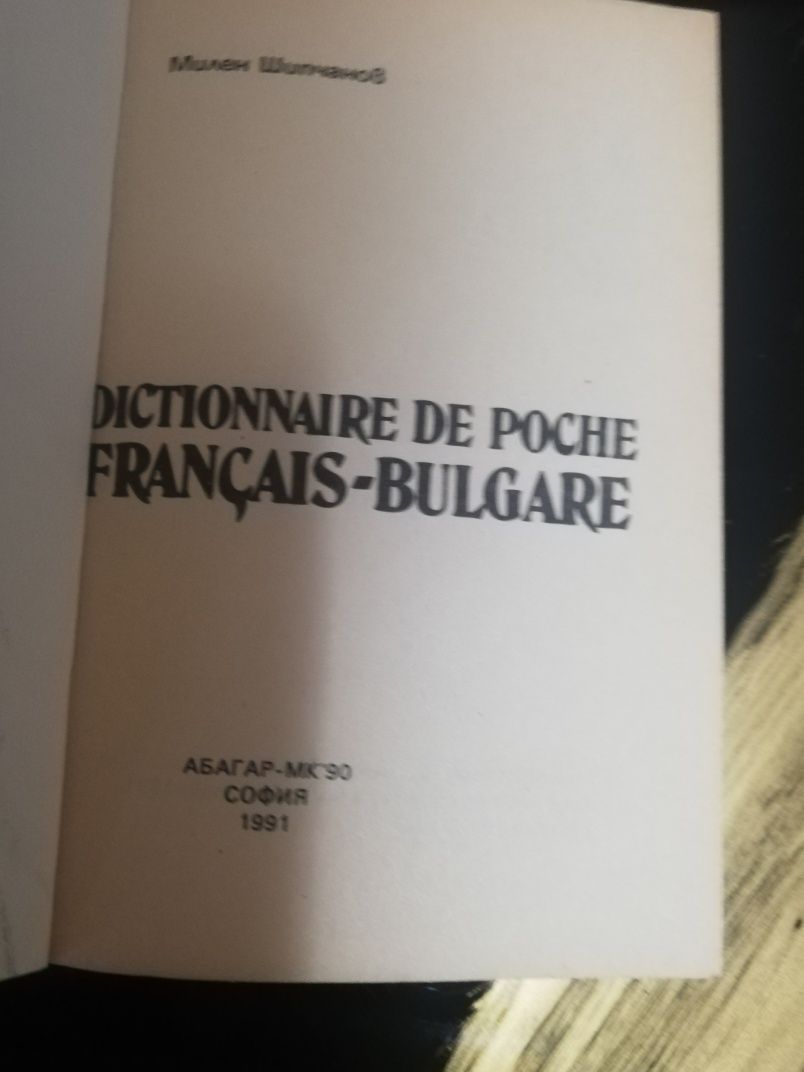 Милен Шипчанов
DICTIONNAIRE DE POCHE
FRANÇAIS-BULGARE
АБАГАР-МК'90
СОФИЯ
1991